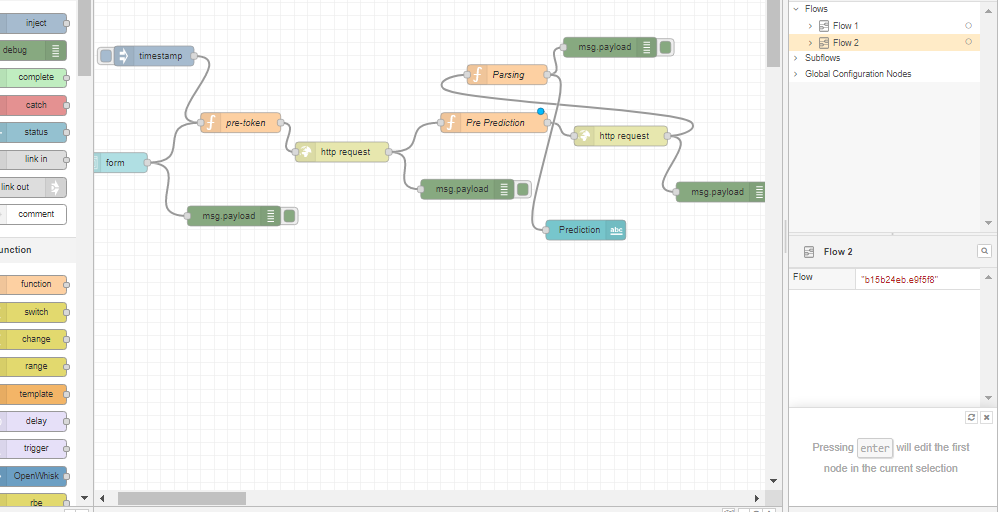 inject
debug
complete
catch
status
link in
link out
comment
unction
function
switch
change
range
template
delay
trigger
OpenWhisk
rbe
timestamp
form
pre-token
msg.payload
http request
Parsing
msg.payload
Pre Prediction
http request
msg.payload
msg.payload
Prediction
abc
Flows
Flow 1
Flow 2
Subflows
Global Configuration Nodes
Flow 2
Flow
"b15b24eb.e9f5f8"
Pressing enter will edit the first
node in the current selection